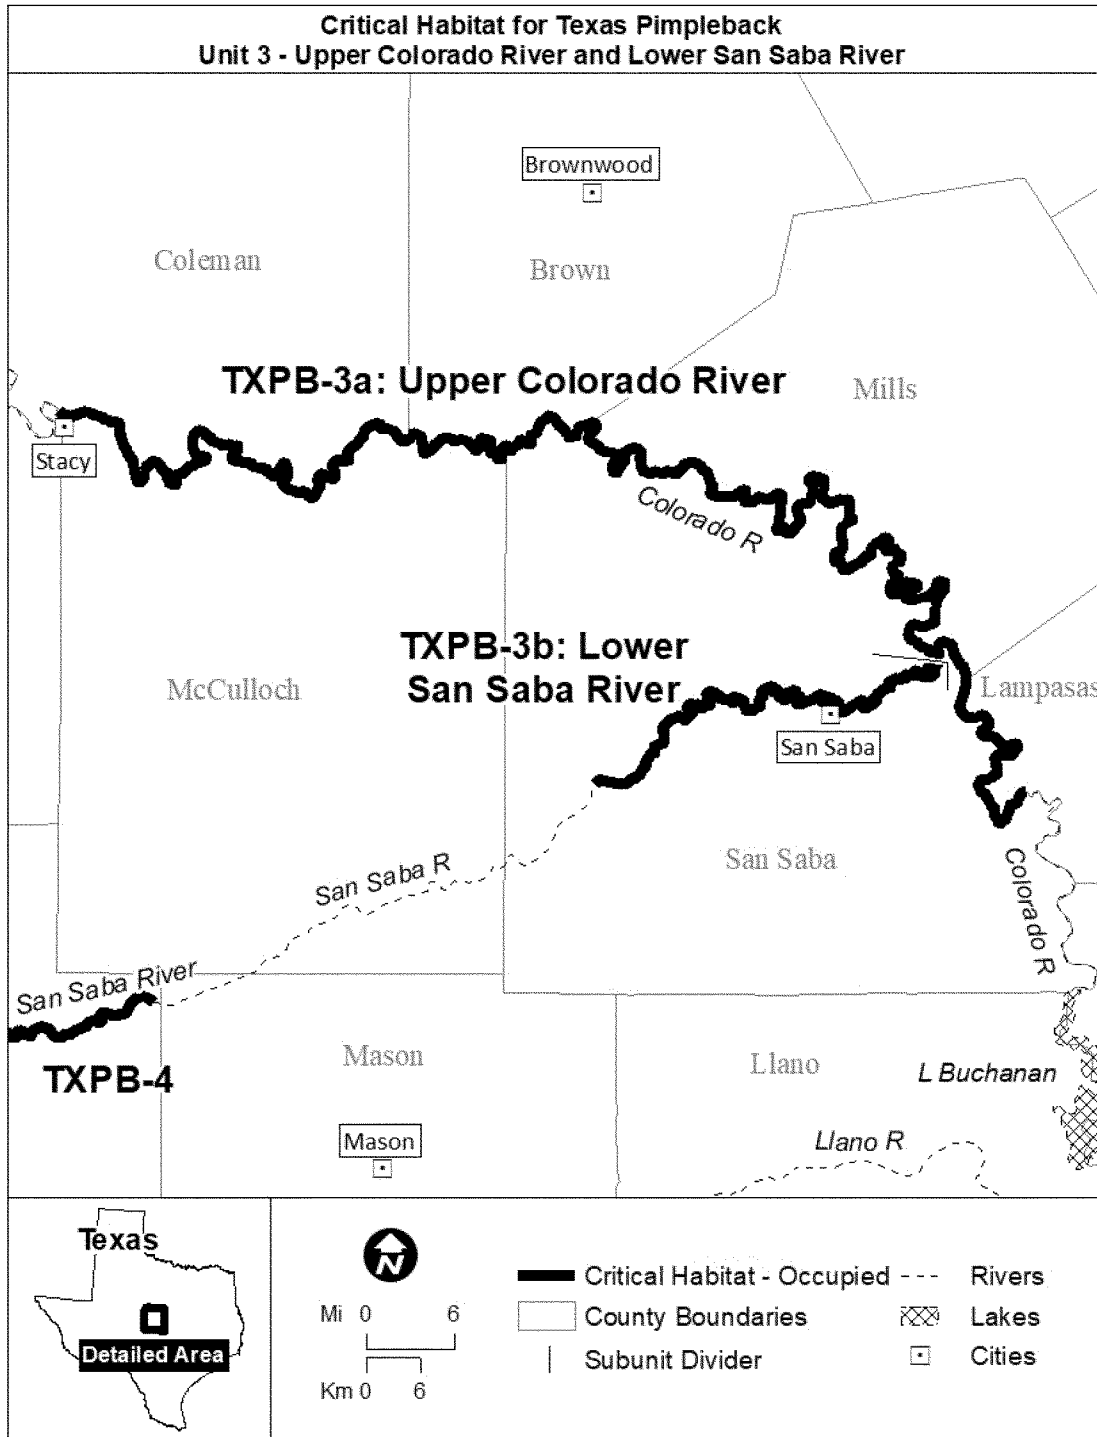 Critical Habitat for Texas Pimpleback
Unit 3 - Upper Colorado River and Lower San Saba River
Brownwood
Coleman
Brown
TXPB-3a: Upper Colorado River
Mills
Stacy
Colorado R
TXPB-3b: Lower
San Saba River
McCulloch
Lampasas
San Saba
San Saba
San Saba R
Colorado R
San Saba River
TXPB-4
Mason
Llano
L Buchanan
Mason
Llano R
Texas
Detailed Area
N
Mi 0 6
Km 0 6
Critical Habitat - Occupied
County Boundaries
Subunit Divider
Rivers
Lakes
Cities